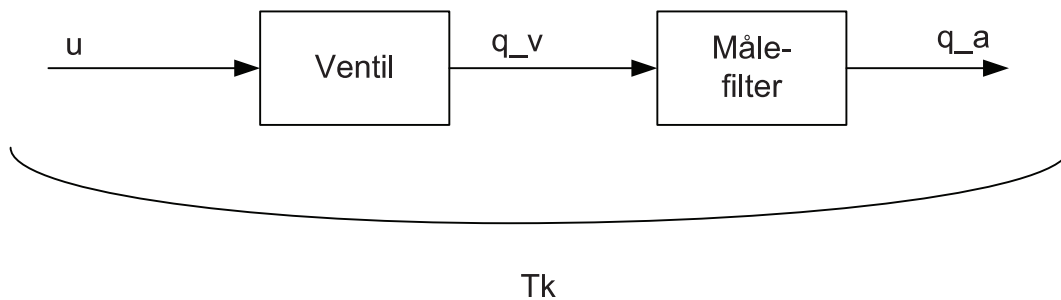 u
Ventil
q_v
Måle-
filter
q_a
Tk